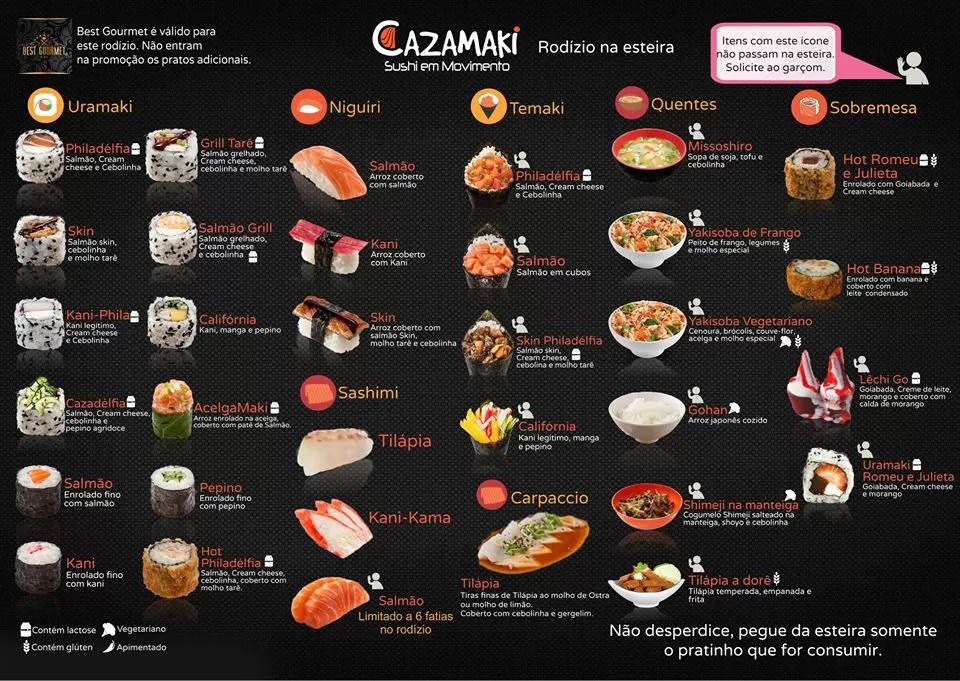 BEST GOURMET
Best Gourmet é válido para
este rodízio. Não entram
na promoção os pratos adicionais.
CAZAMAKi
Sushi em Movimento
Rodízio na esteira
Itens com este ícone
não passam na esteira.
Solicite ao garçom.
Uramaki
Philadélfia
Salmão, Cream
cheese e Cebolinha
Grill Tarê
Salmão grelhado,
Cream cheese,
cebolinha e molho tarê
Skin
Salmão skin,
cebolinha
e molho tarê
Salmão Grill
Salmão grelhado,
Cream cheese
e cebolinha
Kani-Phila
Kani legítimo,
Cream cheese
e Cebolinha
Califórnia
Kani, manga e pepino
Cazadélfia
Salmão, Cream cheese,
cebolinha e
pepino agridoce
AcelgaMaki
Arroz enrolado na acelga,
coberto com patê de Salmão.
Salmão
Enrolado fino
com salmão
Pepino
Enrolado fino
com pepino
Kani
Enrolado fino
com kani
Hot
Philadélfia
Salmão, Cream cheese,
cebolinha, coberto com
molho tarê.
Contém lactose
Vegetariano
Contém glúten
Apimentado
Niguiri
Salmão
Arroz coberto
com salmão
Kani
Arroz coberto
com Kani
Skin
Arroz coberto com
salmão Skin,
molho tarê e cebolinha
Sashimi
Tilápia
Kani-Kama
Salmão
Limitado a 6 fatias
no rodízio
Temaki
Philadélfia
Salmão, Cream cheese
e Cebolinha
Salmão
Salmão em cubos
Skin Philadélfia
Salmão skin,
Cream cheese,
cebolina e molho tarê
Califórnia
Kani legítimo, manga
e pepino
Carpaccio
Tilápia
Tiras finas de Tilápia ao molho de Ostra
ou molho de limão.
Coberto com cebolinha e gergelim.
Quentes
Missoshiro
Sopa de soja, tofu e
cebolinha
Yakisoba de Frango
Peito de frango, legumes
e molho especial
Yakisoba Vegetariano
Cenoura, brócolis, couve-flor,
acelga e molho especial
Gohan
Arroz japonês cozido
Shimeji na manteiga
Cogumelo Shimeji salteado na
manteiga, shoyo e cebolinha
Tilápia a dorê
Tilápia temperada, empanada e
frita
Sobremesa
Hot Romeu
e Julieta
Enrolado com Goiabada e
Cream cheese
Hot Banana
Enrolado com banana e
coberto com
leite condensado
Lêchi Go
Goiabada, Creme de leite,
morango e coberto com
calda de morango
Uramaki
Romeu e Julieta
Goiabada, Cream cheese
e morango
Não desperdice, pegue da esteira somente
o pratinho que for consumir.